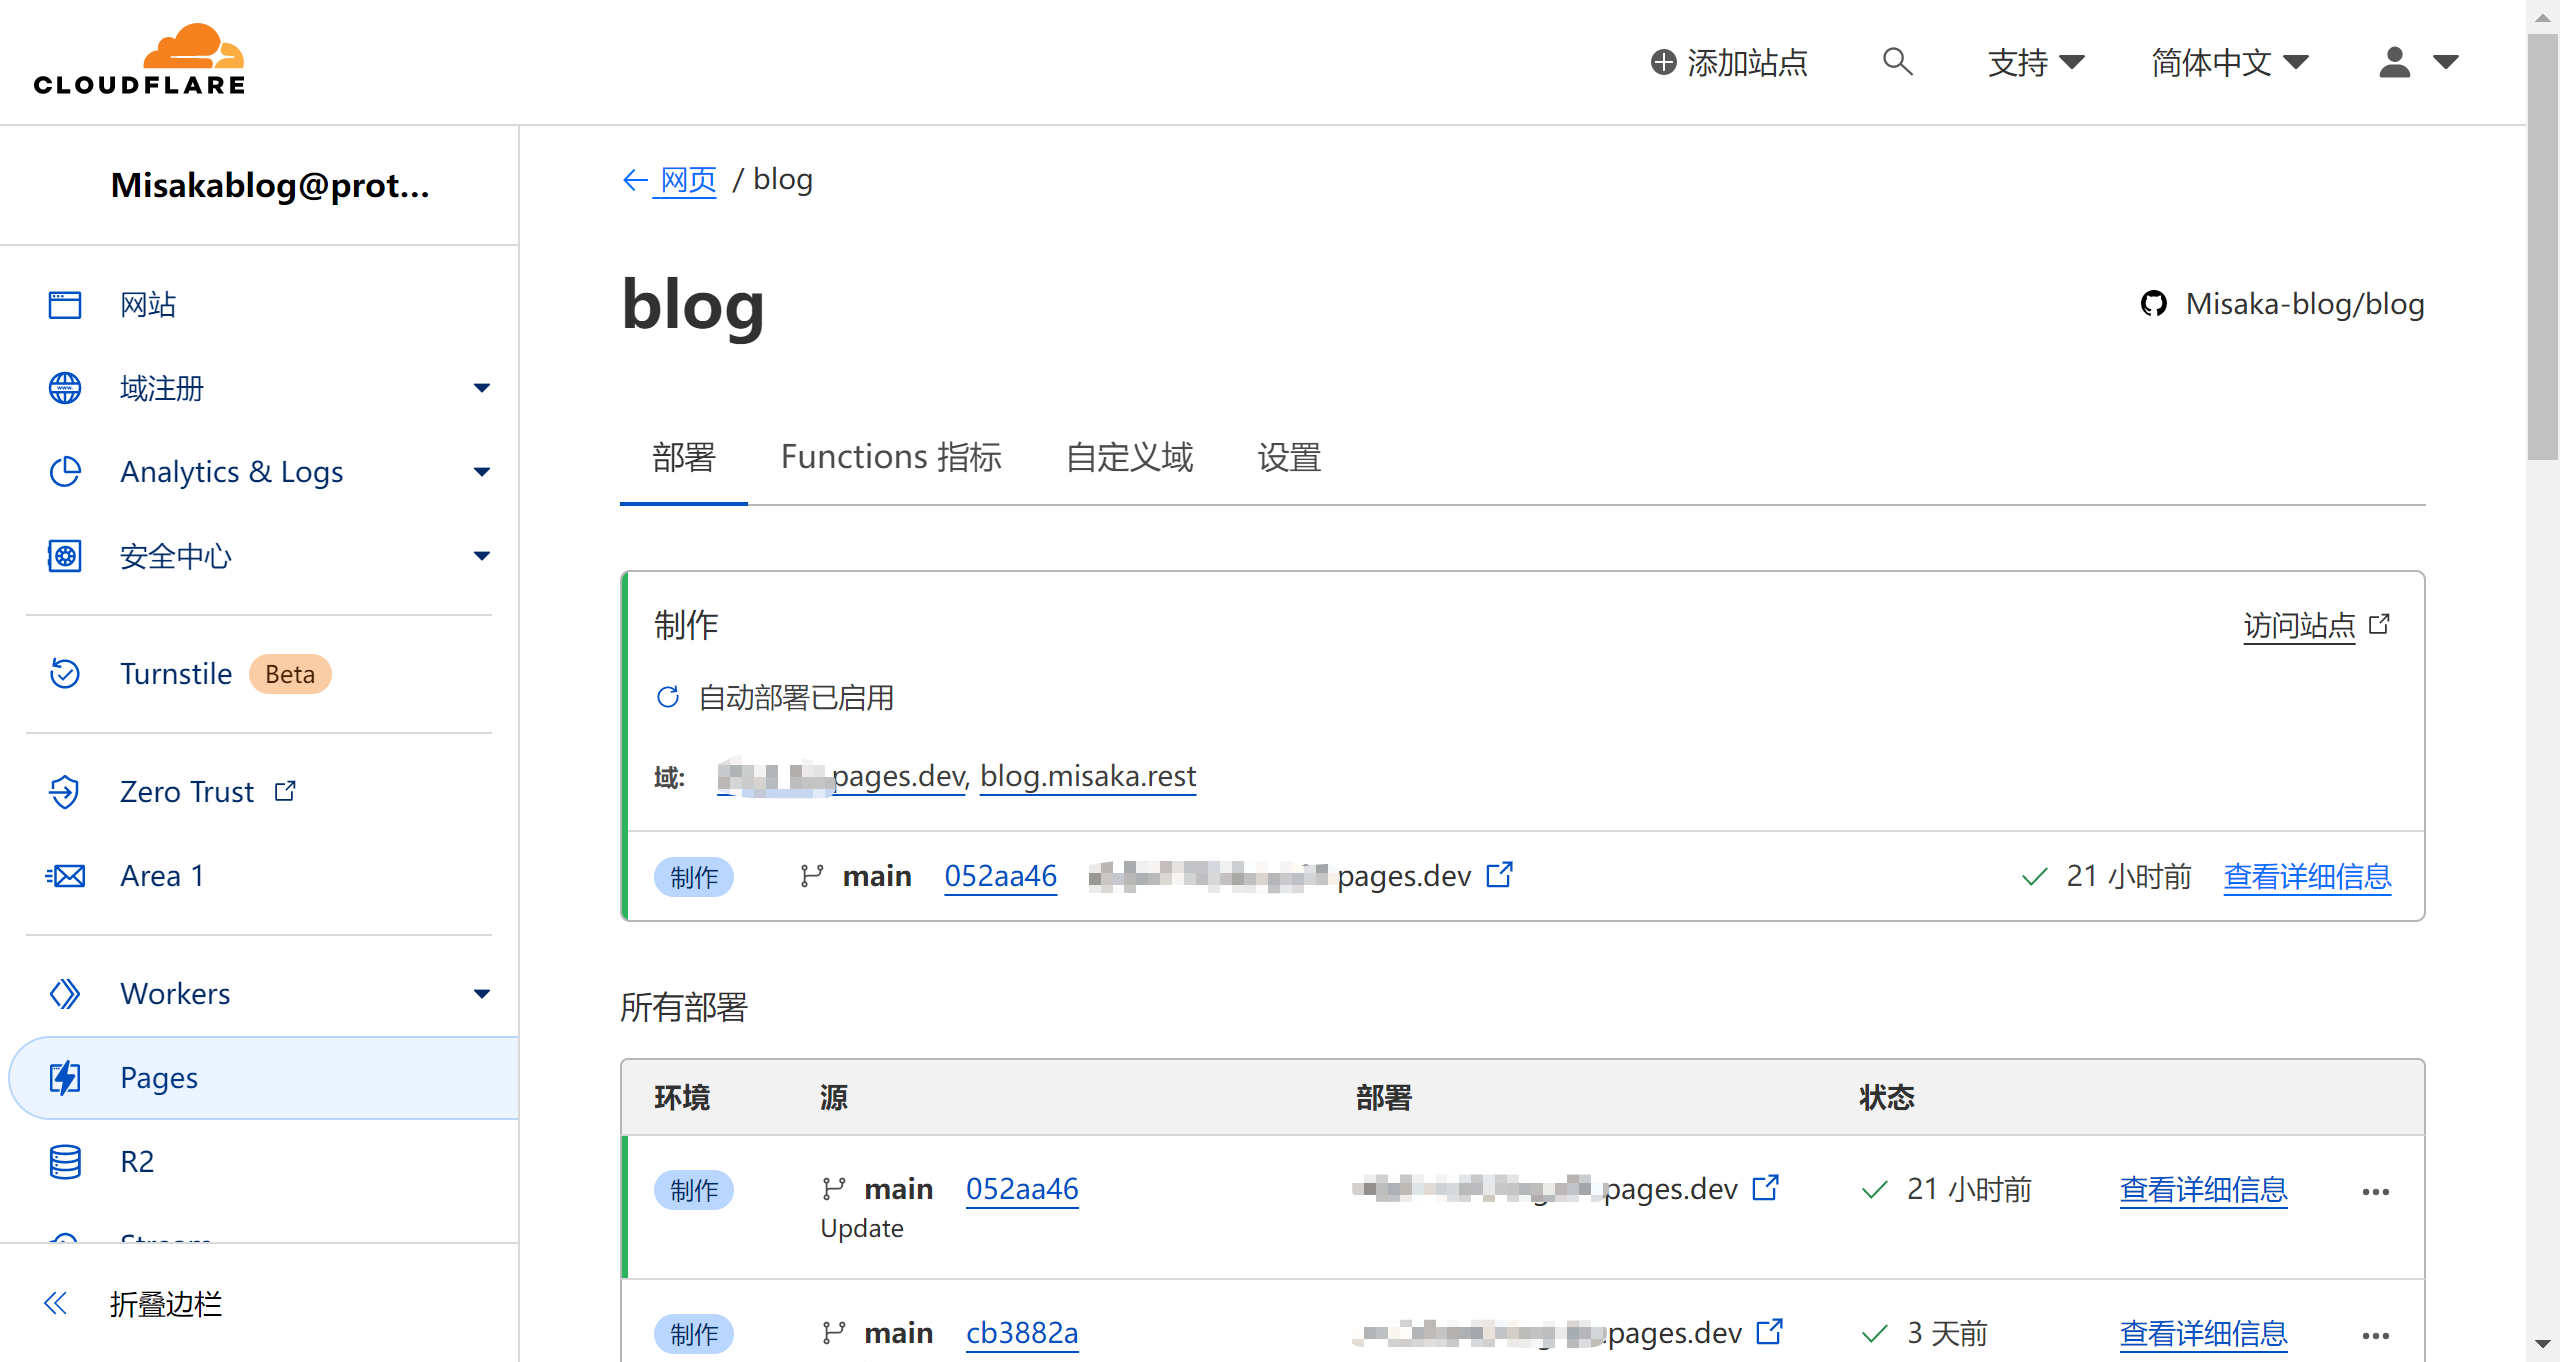 CLOUDFLARE
添加站点
支持
简体中文
Misakablog@prot...
网站
域注册
Analytics & Logs
安全中心
Turnstile Beta
Zero Trust
Area 1
Workers
Pages
R2
Stream
折叠边栏
网页 / blog
blog
Misaka-blog/blog
部署 Functions 指标 自定义域 设置
制作
访问站点
自动部署已启用
域: pages.dev, blog.misaka.rest
制作 main 052aa46 pages.dev 21 小时前 查看详细信息
所有部署
环境 源 部署 状态
制作 main 052aa46 pages.dev 21 小时前 查看详细信息
Update
制作 main cb3882a pages.dev 3 天前 查看详细信息